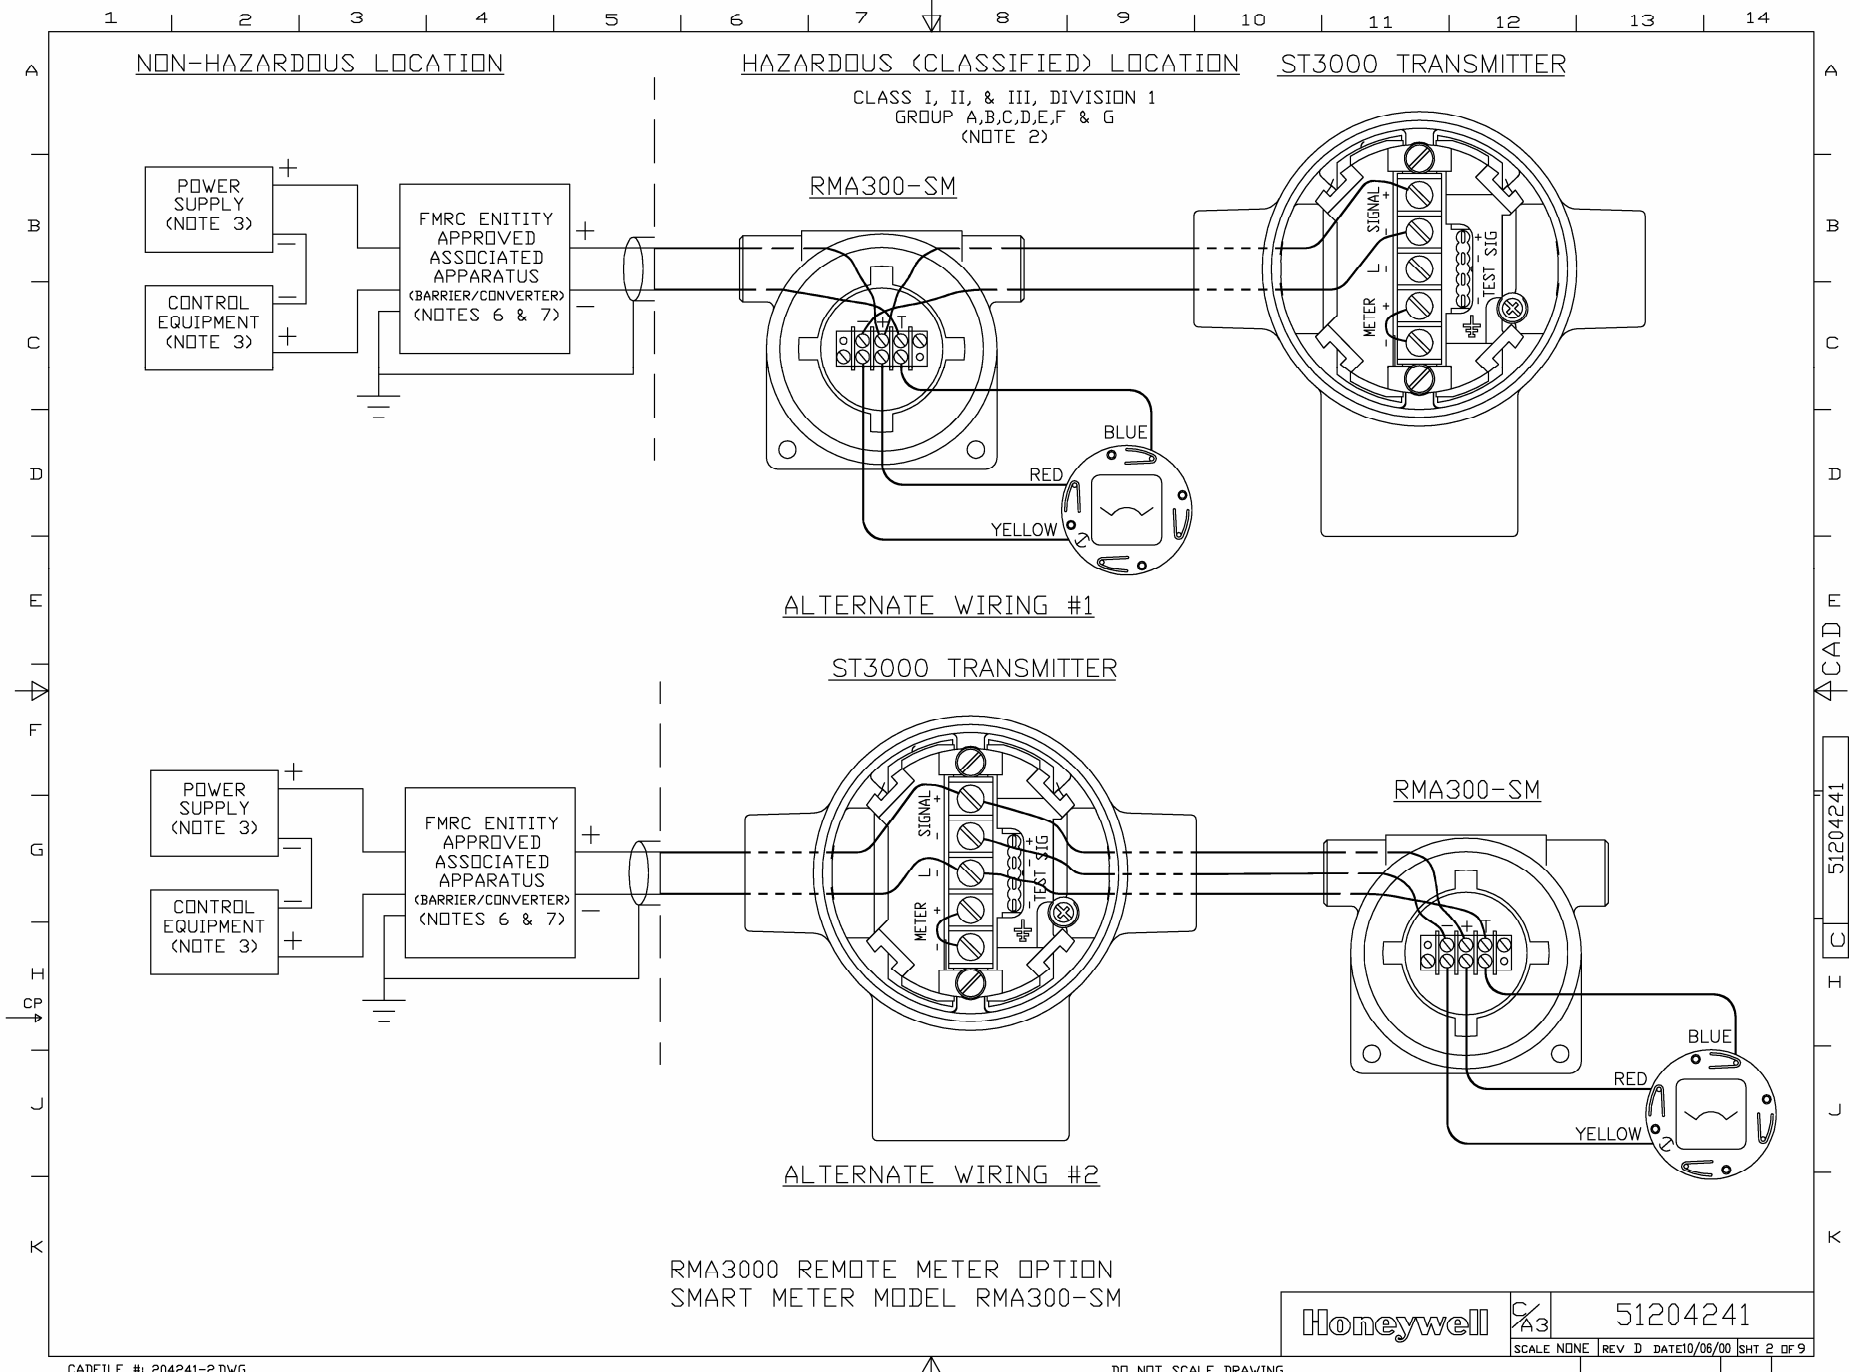 1 2 3 4 5 6 7 8 9 10 11 12 13 14
A A
B B
C C
D D
E E
F F
G
H H
J J
K K
NON-HAZARDOUS LOCATION
HAZARDOUS (CLASSIFIED) LOCATION
CLASS I, II, & III, DIVISION 1
GROUP A,B,C,D,E,F & G
(NOTE 2)
ST3000 TRANSMITTER
RMA300-SM
POWER
SUPPLY
(NOTE 3)
+
-
CONTROL
EQUIPMENT
(NOTE 3)
-
+
FMRC ENITITY
APPROVED
ASSOCIATED
APPARATUS
(BARRIER/CONVERTER)
(NOTES 6 & 7)
+
-
- + T
SIGNAL
+
-
L
-
METER
+
-
TEST SIG
+
-
-
BLUE
RED
YELLOW
ALTERNATE WIRING #1
ST3000 TRANSMITTER
POWER
SUPPLY
(NOTE 3)
+
-
CONTROL
EQUIPMENT
(NOTE 3)
-
+
FMRC ENITITY
APPROVED
ASSOCIATED
APPARATUS
(BARRIER/CONVERTER)
(NOTES 6 & 7)
+
-
SIGNAL
+
-
L
-
METER
+
-
TEST SIG
+
-
-
RMA300-SM
- + T
BLUE
RED
YELLOW
ALTERNATE WIRING #2
CP
CAD
51204241
C
RMA3000 REMOTE METER OPTION
SMART METER MODEL RMA300-SM
Honeywell
C/A3
51204241
SCALE NONE
REV D DATE10/06/00
SHT 2 OF 9
CADFILE #: 204241-2.DWG
DO NOT SCALE DRAWING